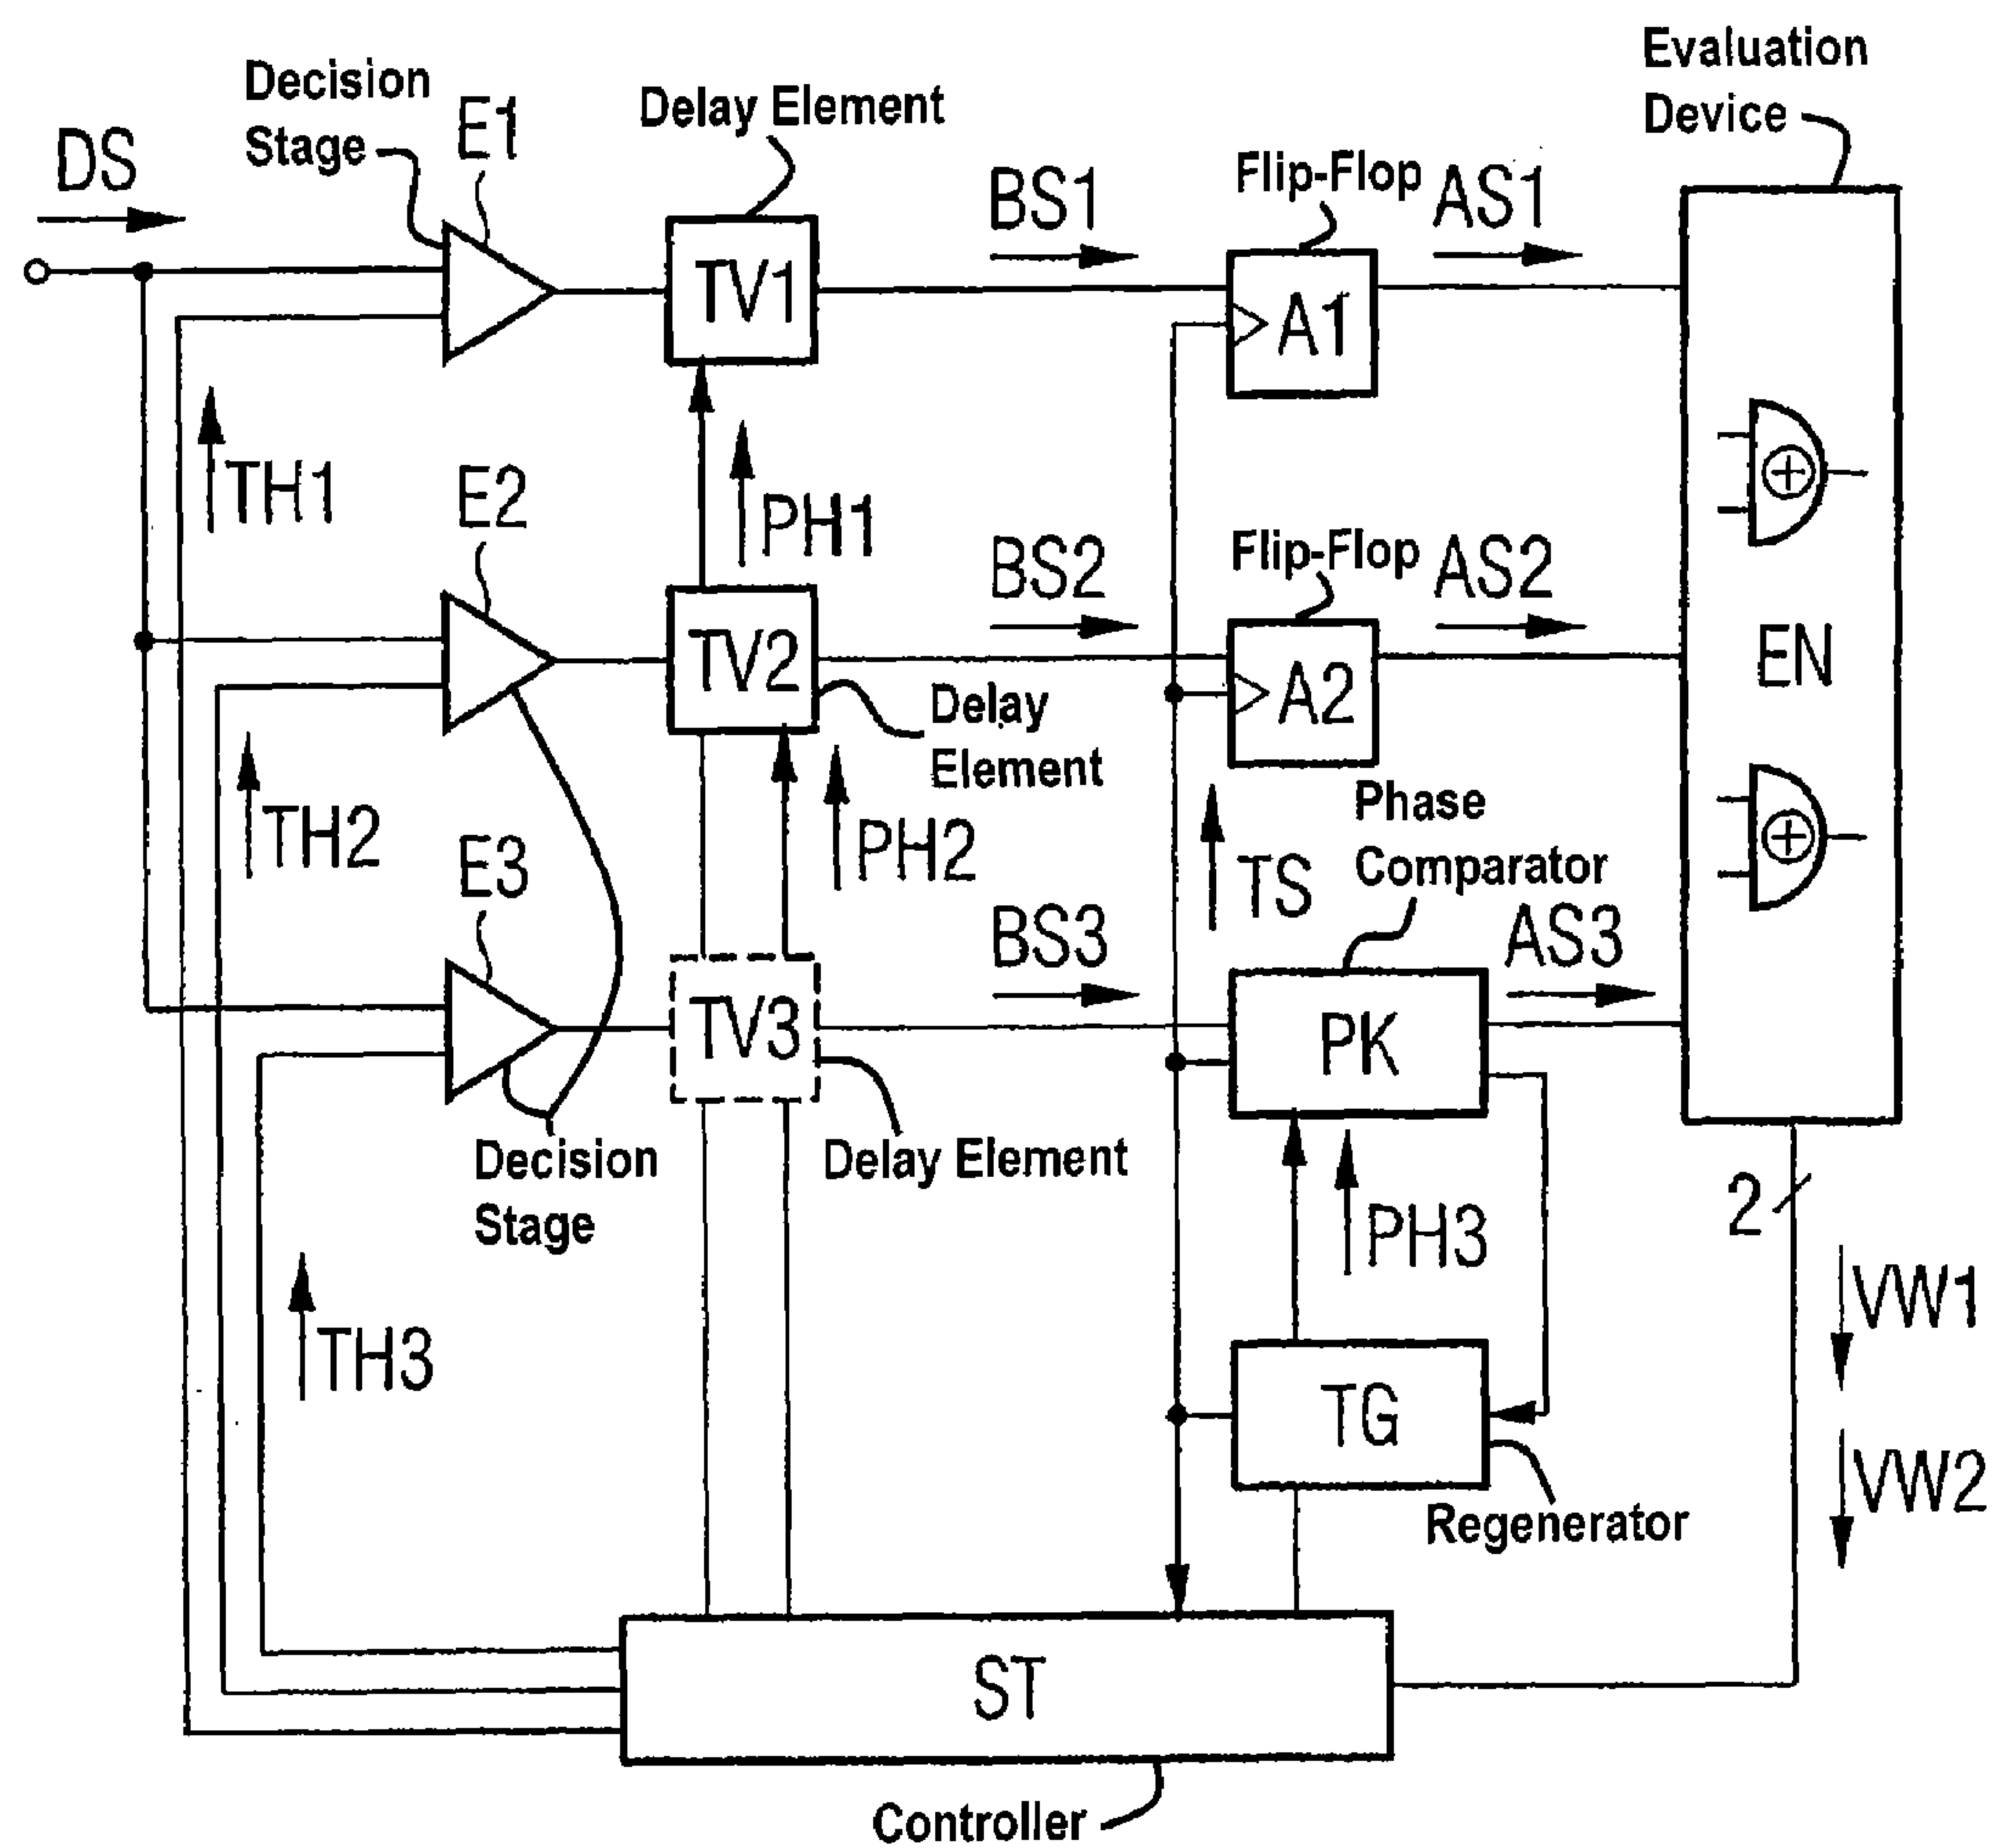 Evaluation
Device
Decision
Stage
E1
Delay Element
DS
BS1
Flip-Flop
AS1
TV1
A1
TH1
E2
PH1
BS2
Flip-Flop
AS2
TV2
A2
EN
Delay
Element
TH2
E3
PH2
TS
Phase
Comparator
BS3
AS3
TV3
PK
Decision
Stage
Delay Element
2
PH3
VW1
TH3
TG
VW2
Regenerator
ST
Controller